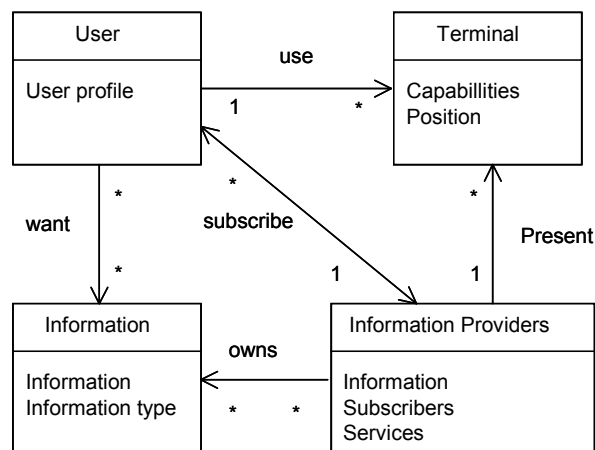 User
Terminal
use
User profile
Capabillities
Position
1
*
*
*
*
want
subscribe
Present
*
1
1
Information
Information Providers
owns
Information
Information type
Information
Subscribers
Services
*
*